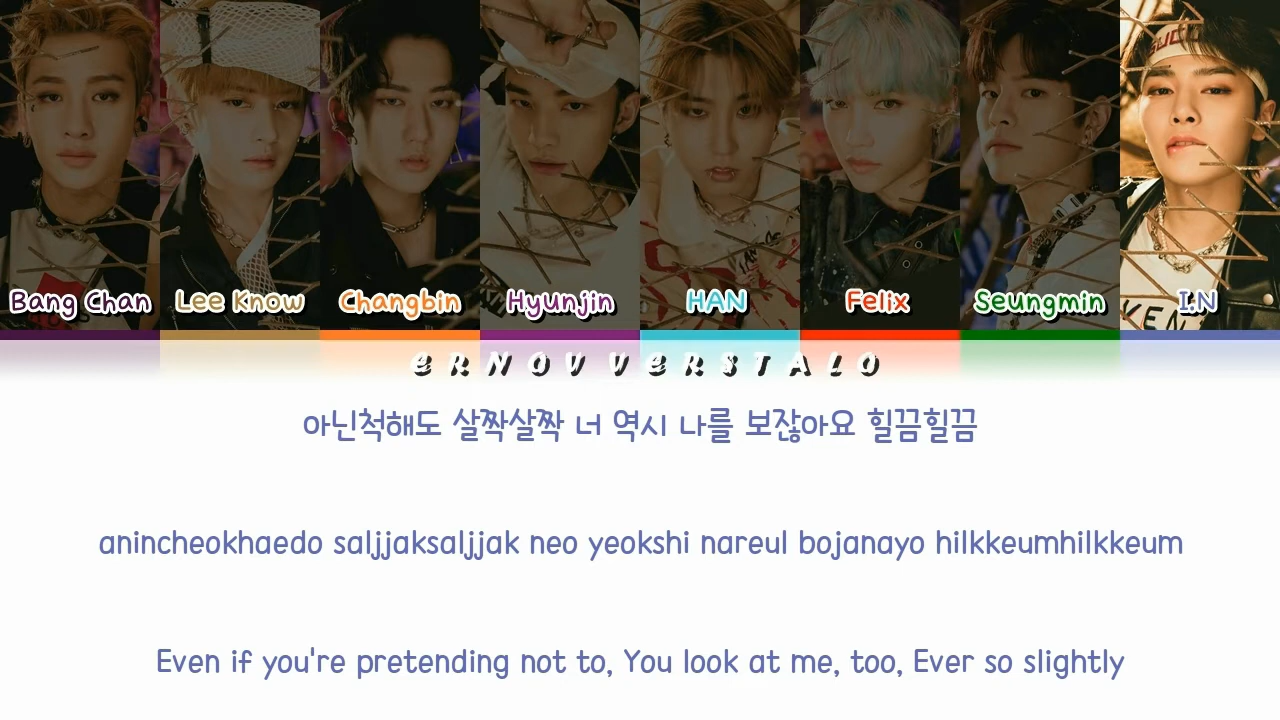 Bang Chan Lee Know Changbin Hyunjin HAN Felix Seungmin I.N
eRNOV VeRSTALO
아닌척해도 살짝살짝 너 역시 나를 보잖아요 힐끔힐끔
anincheokhaedo saljjaksaljjak neo yeokshi nareul bojanayo hilkkeumhilkkeum
Even if you're pretending not to, You look at me, too, Ever so slightly